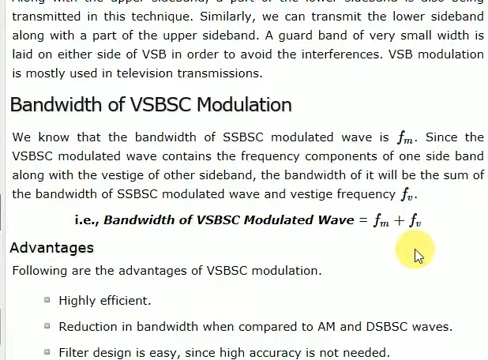 Along with the upper sideband, a part of the lower sideband is also being
transmitted in this technique. Similarly, we can transmit the lower sideband
along with a part of the upper sideband. A guard band of very small width is
laid on either side of VSB in order to avoid the interferences. VSB modulation
is mostly used in television transmissions.
Bandwidth of VSBSC Modulation
We know that the bandwidth of SSBSC modulated wave is fm. Since the
VSBSC modulated wave contains the frequency components of one side band
along with the vestige of other sideband, the bandwidth of it will be the sum of
the bandwidth of SSBSC modulated wave and vestige frequency fv.
i.e., Bandwidth of VSBSC Modulated Wave = fm + fv
Advantages
Following are the advantages of VSBSC modulation.
Highly efficient.
Reduction in bandwidth when compared to AM and DSBSC waves.
Filter design is easy, since high accuracy is not needed.